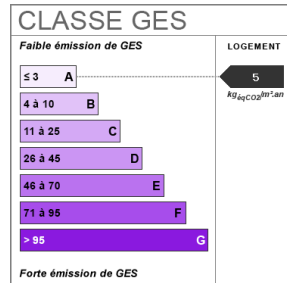 CLASSE GES
Faible émission de GES
LOGEMENT
≤ 3 A
5
kgéqCO2/m².an
4 à 10 B
11 à 25 C
26 à 45 D
46 à 70 E
71 à 95 F
> 95 G
Forte émission de GES